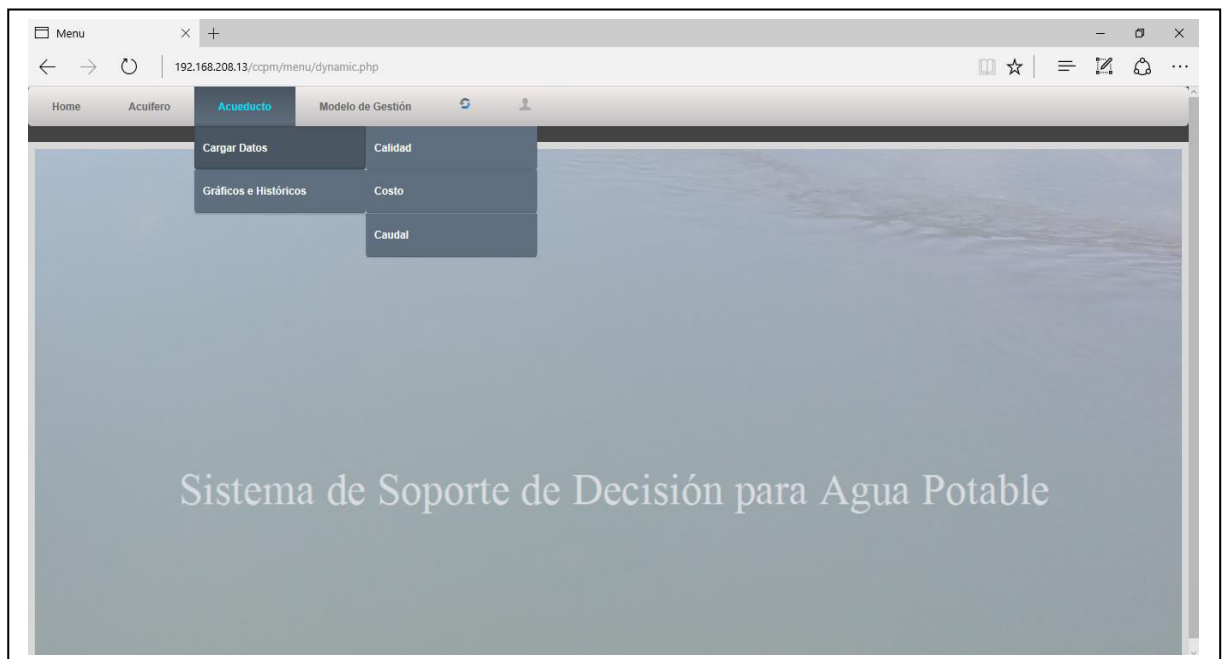 Menu
192.168.208.13/ccpm/menu/dynamic.php
Home Acuifero Acueducto Modelo de Gestión
Cargar Datos Calidad
Gráficos e Históricos Costo
Caudal
Sistema de Soporte de Decisión para Agua Potable